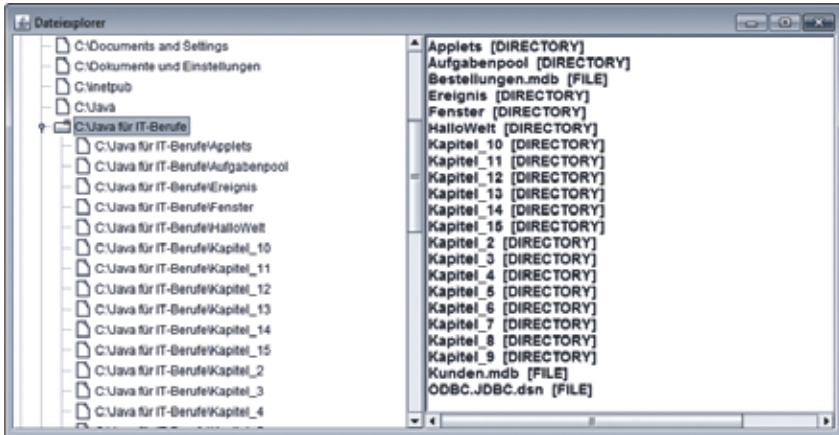 Dateiexplorer
C:\Documents and Settings
C:\Dokumente und Einstellungen
C:\Inetpub
C:\Java
C:\Java für IT-Berufe
C:\Java für IT-Berufe\Applets
C:\Java für IT-Berufe\Aufgabenpool
C:\Java für IT-Berufe\Ereignis
C:\Java für IT-Berufe\Fenster
C:\Java für IT-Berufe\HalloWelt
C:\Java für IT-Berufe\Kapitel_10
C:\Java für IT-Berufe\Kapitel_11
C:\Java für IT-Berufe\Kapitel_12
C:\Java für IT-Berufe\Kapitel_13
C:\Java für IT-Berufe\Kapitel_14
C:\Java für IT-Berufe\Kapitel_15
C:\Java für IT-Berufe\Kapitel_2
C:\Java für IT-Berufe\Kapitel_3
C:\Java für IT-Berufe\Kapitel_4
Applets [DIRECTORY]
Aufgabenpool [DIRECTORY]
Bestellungen.mdb [FILE]
Ereignis [DIRECTORY]
Fenster [DIRECTORY]
HalloWelt [DIRECTORY]
Kapitel_10 [DIRECTORY]
Kapitel_11 [DIRECTORY]
Kapitel_12 [DIRECTORY]
Kapitel_13 [DIRECTORY]
Kapitel_14 [DIRECTORY]
Kapitel_15 [DIRECTORY]
Kapitel_2 [DIRECTORY]
Kapitel_3 [DIRECTORY]
Kapitel_4 [DIRECTORY]
Kapitel_5 [DIRECTORY]
Kapitel_6 [DIRECTORY]
Kapitel_7 [DIRECTORY]
Kapitel_8 [DIRECTORY]
Kapitel_9 [DIRECTORY]
Kunden.mdb [FILE]
ODBC.JDBC.dsn [FILE]